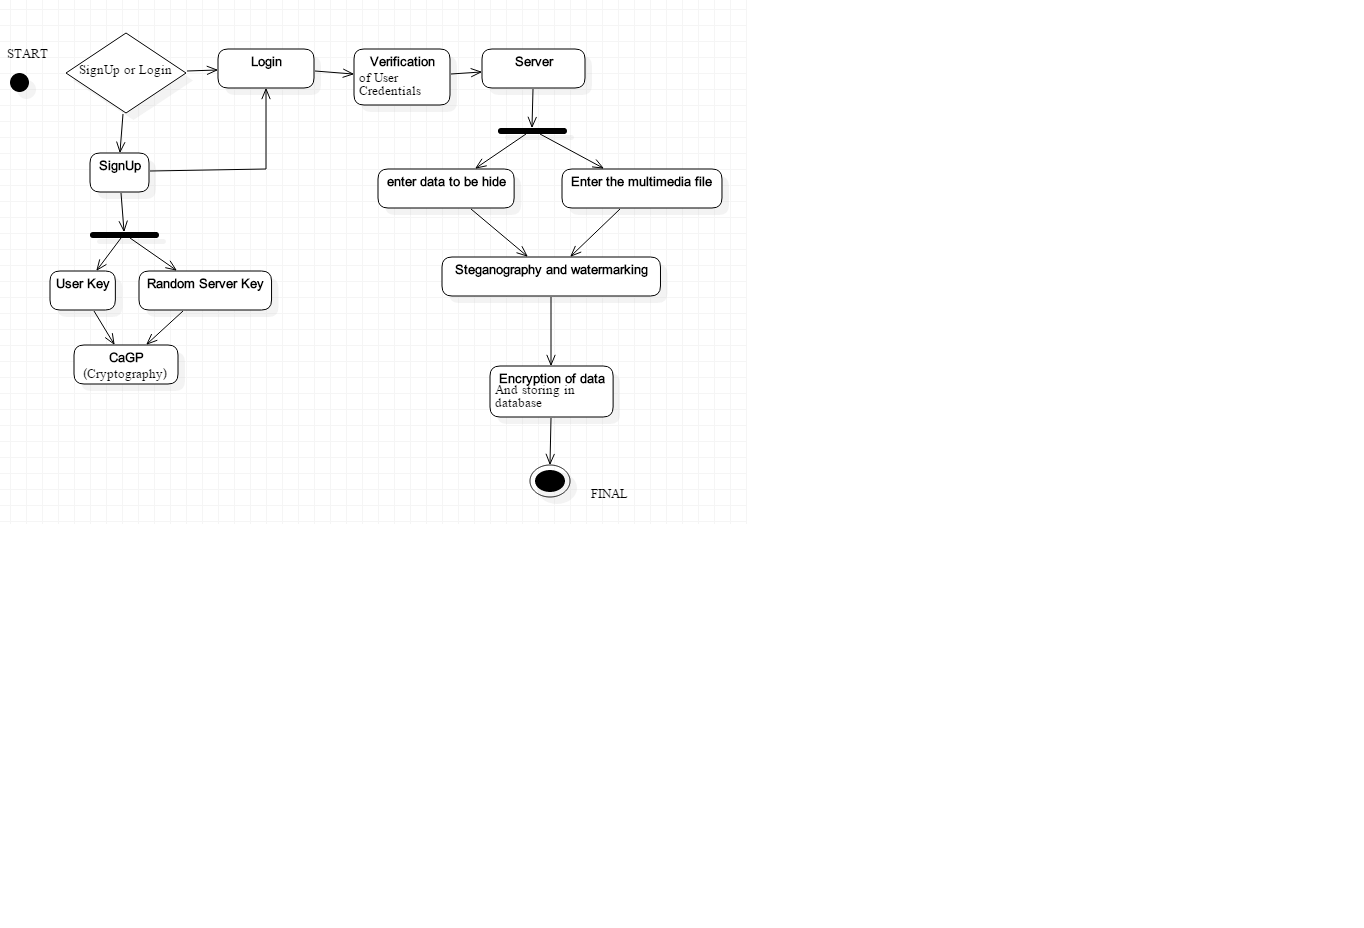 START
SignUp or Login
Login
Verification
of User
Credentials
Server
SignUp
enter data to be hide
Enter the multimedia file
User Key
Random Server Key
Steganography and watermarking
CaGP
(Cryptography)
Encryption of data
And storing in
database
FINAL